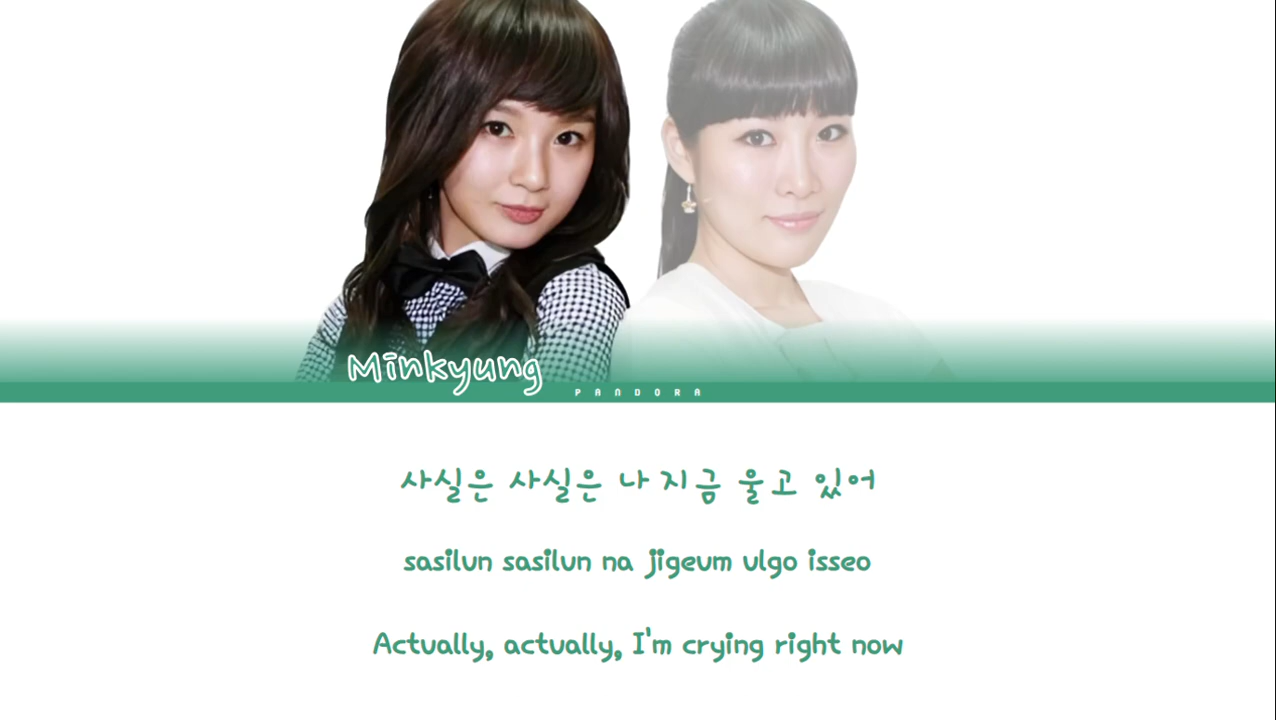 Minkyung
PANDORA
사실은 사실은 나 지금 울고 있어
sasilun sasilun na jigeum ulgo isseo
Actually, actually, I'm crying right now